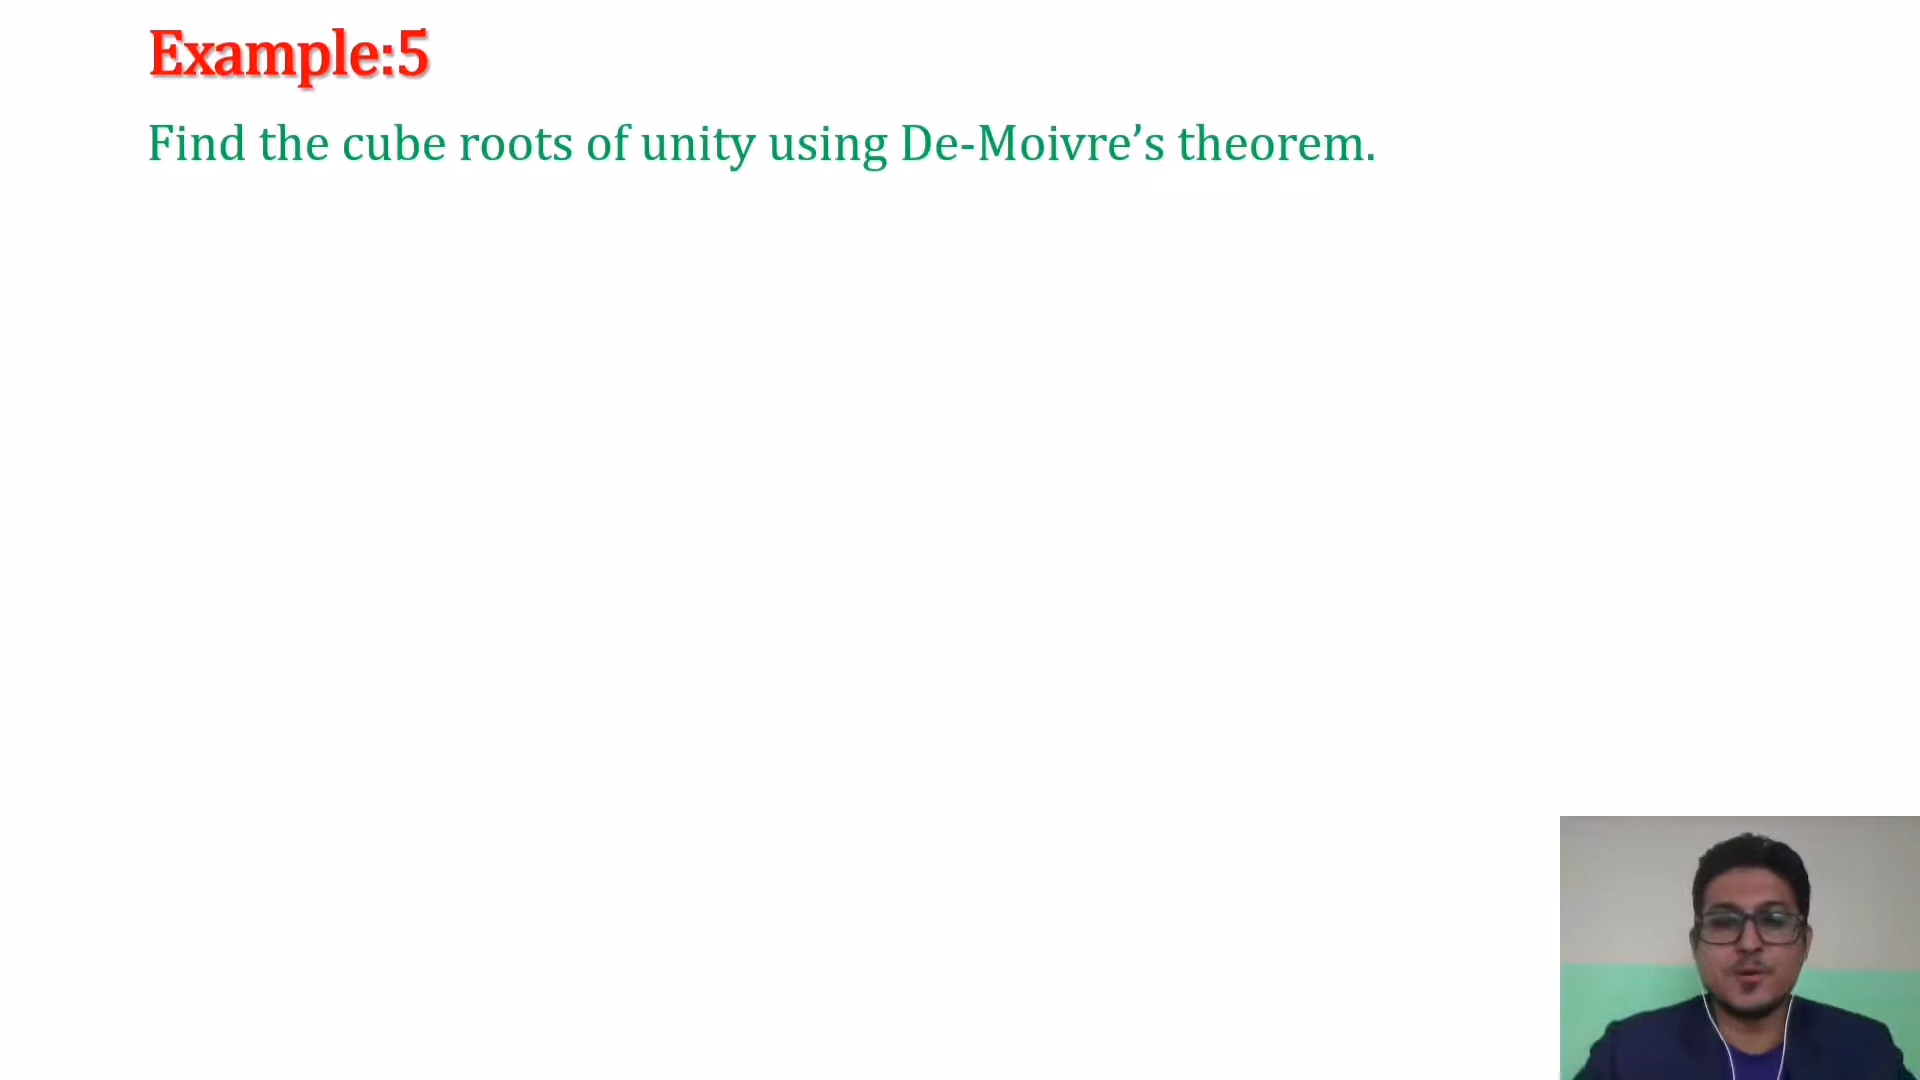 Example:5
Find the cube roots of unity using De-Moivre’s theorem.